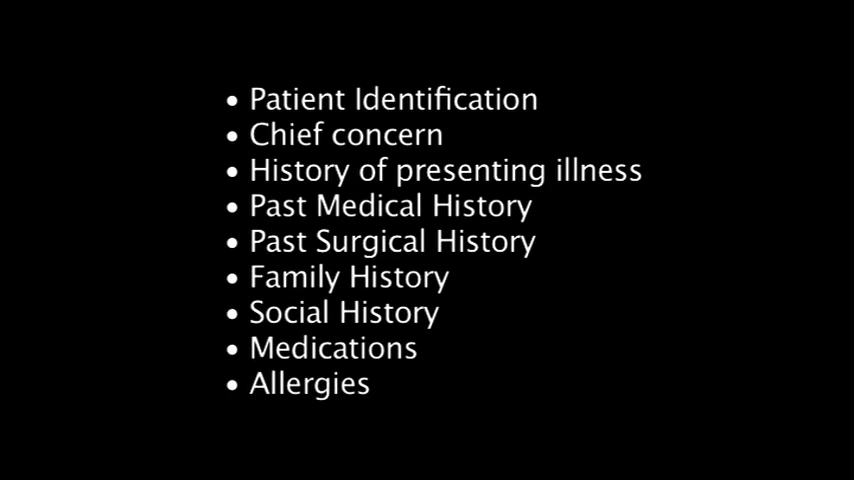 • Patient Identification
• Chief concern
• History of presenting illness
• Past Medical History
• Past Surgical History
• Family History
• Social History
• Medications
• Allergies